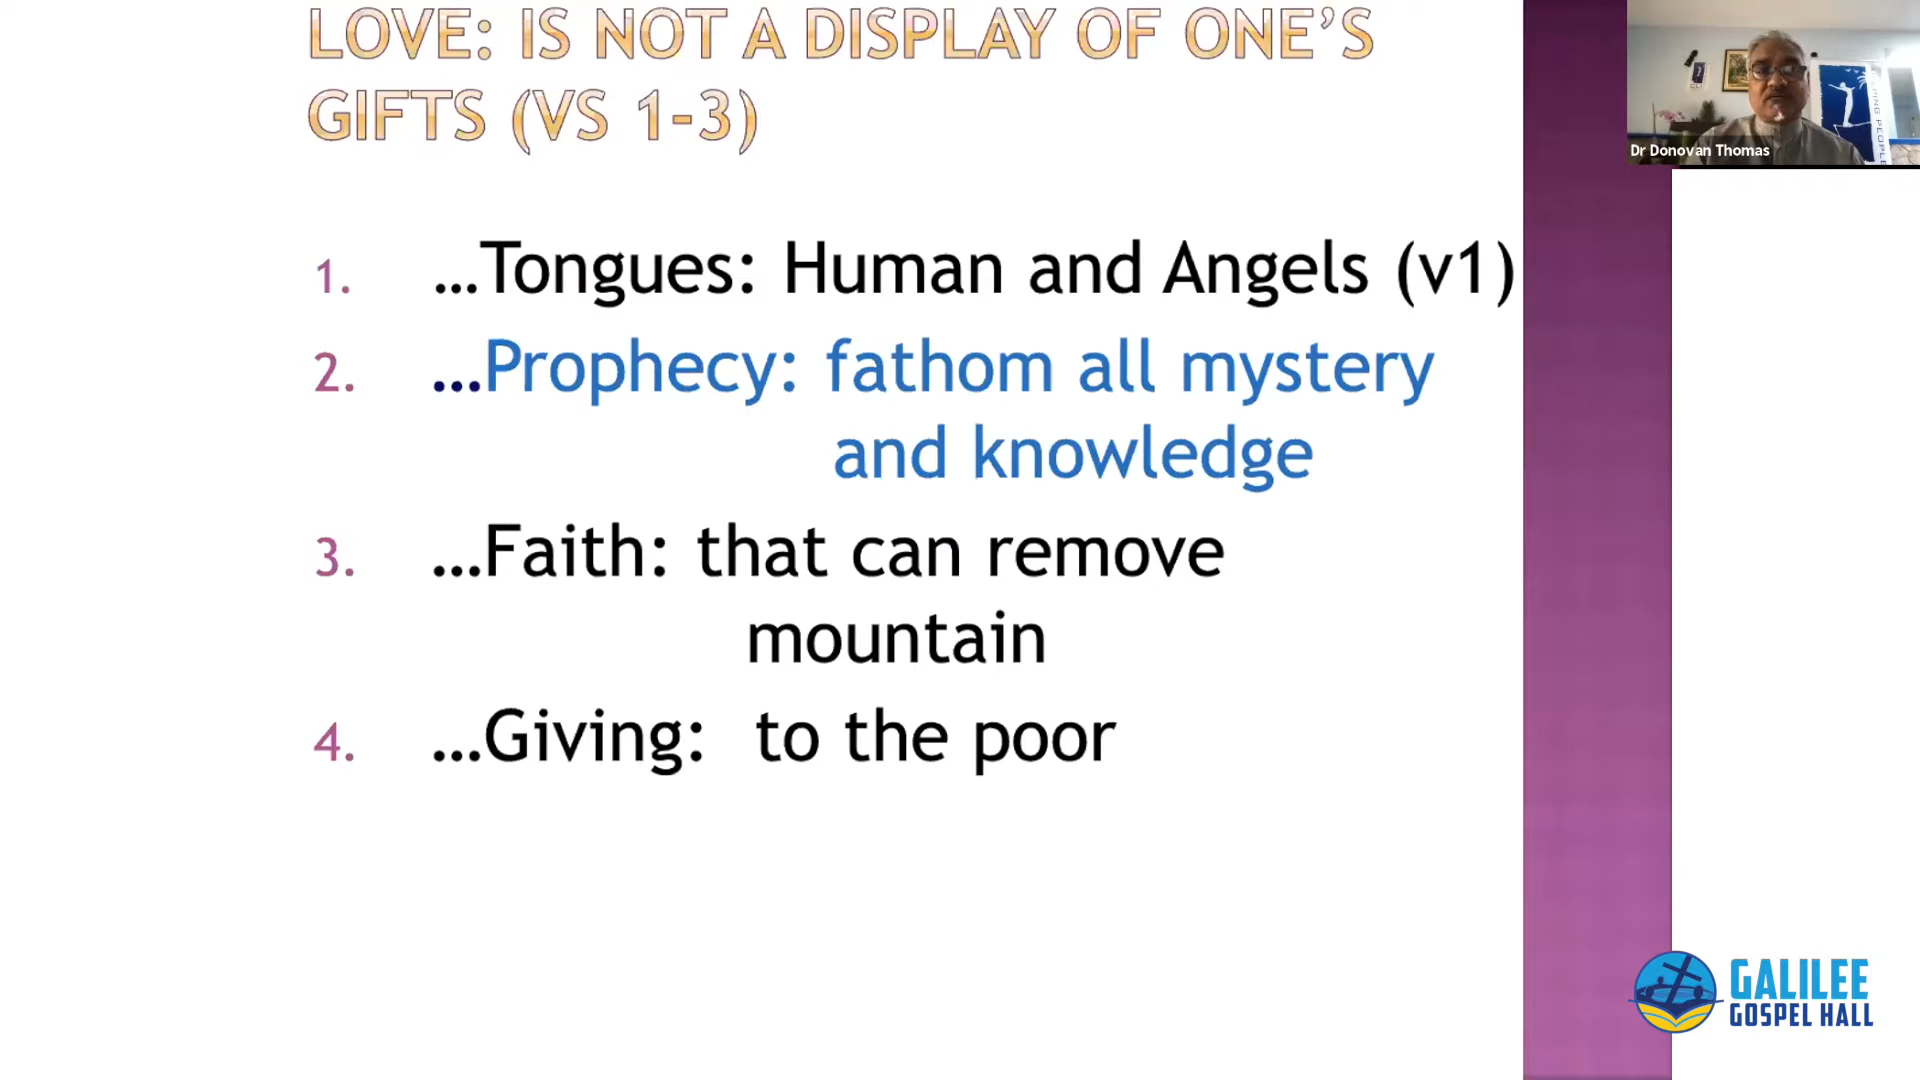 LOVE: IS NOT A DISPLAY OF ONE’S
GIFTS (VS 1-3)
1. …Tongues: Human and Angels (v1)
2. …Prophecy: fathom all mystery
and knowledge
3. …Faith: that can remove
mountain
4. …Giving: to the poor
PING PEOPLE
Dr Donovan Thomas
GALILEE
GOSPEL HALL